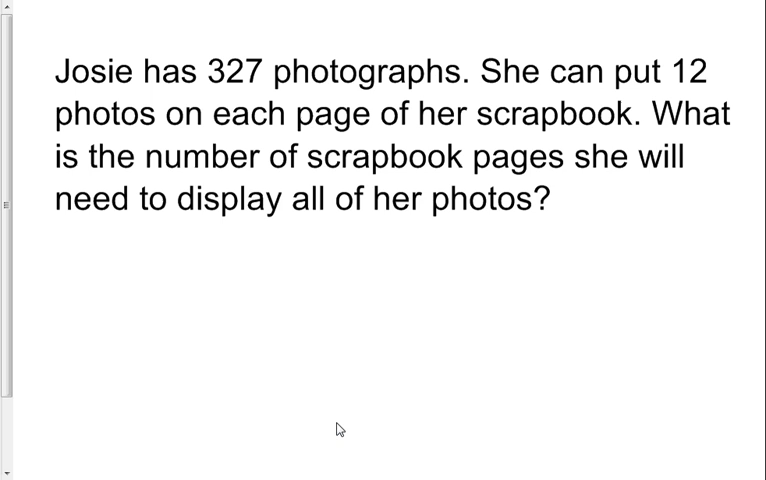 Josie has 327 photographs. She can put 12
photos on each page of her scrapbook. What
is the number of scrapbook pages she will
need to display all of her photos?